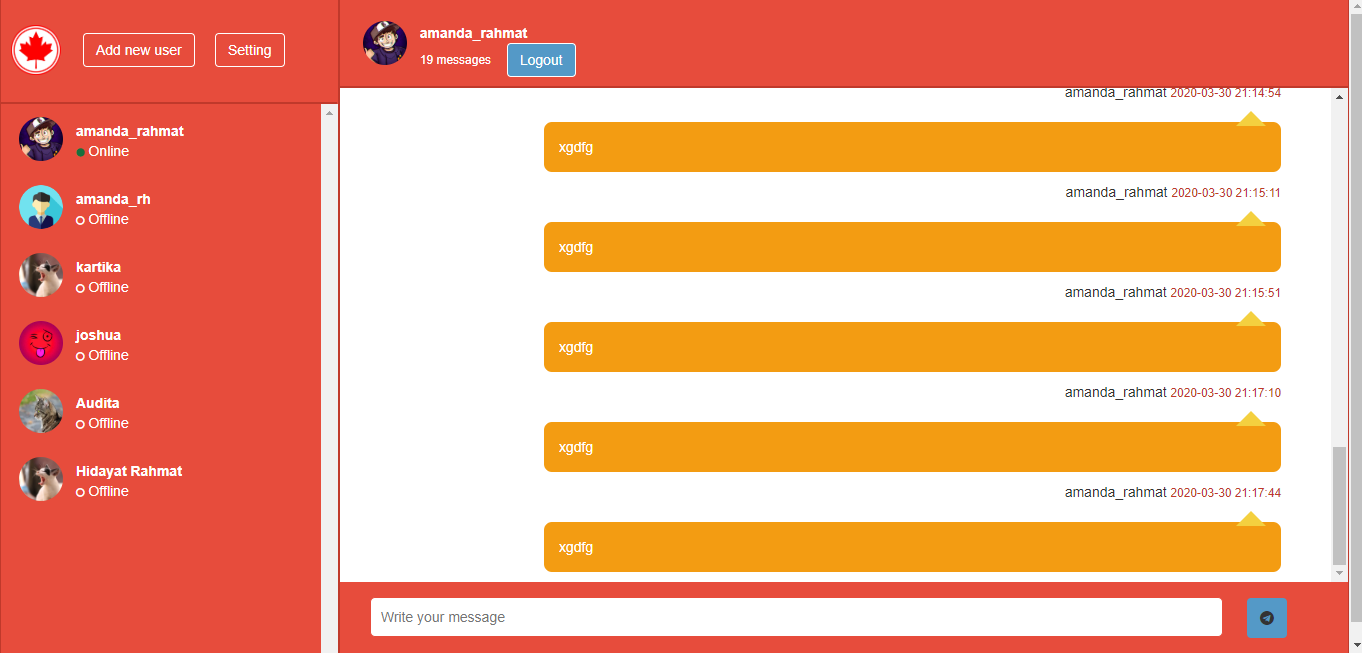 Add new user
Setting
amanda_rahmat
Online
amanda_rh
Offline
kartika
Offline
joshua
Offline
Audita
Offline
Hidayat Rahmat
Offline
amanda_rahmat
19 messages
Logout
amanda_rahmat 2020-03-30 21:14:54
xgdfg
amanda_rahmat 2020-03-30 21:15:11
xgdfg
amanda_rahmat 2020-03-30 21:15:51
xgdfg
amanda_rahmat 2020-03-30 21:17:10
xgdfg
amanda_rahmat 2020-03-30 21:17:44
xgdfg
Write your message